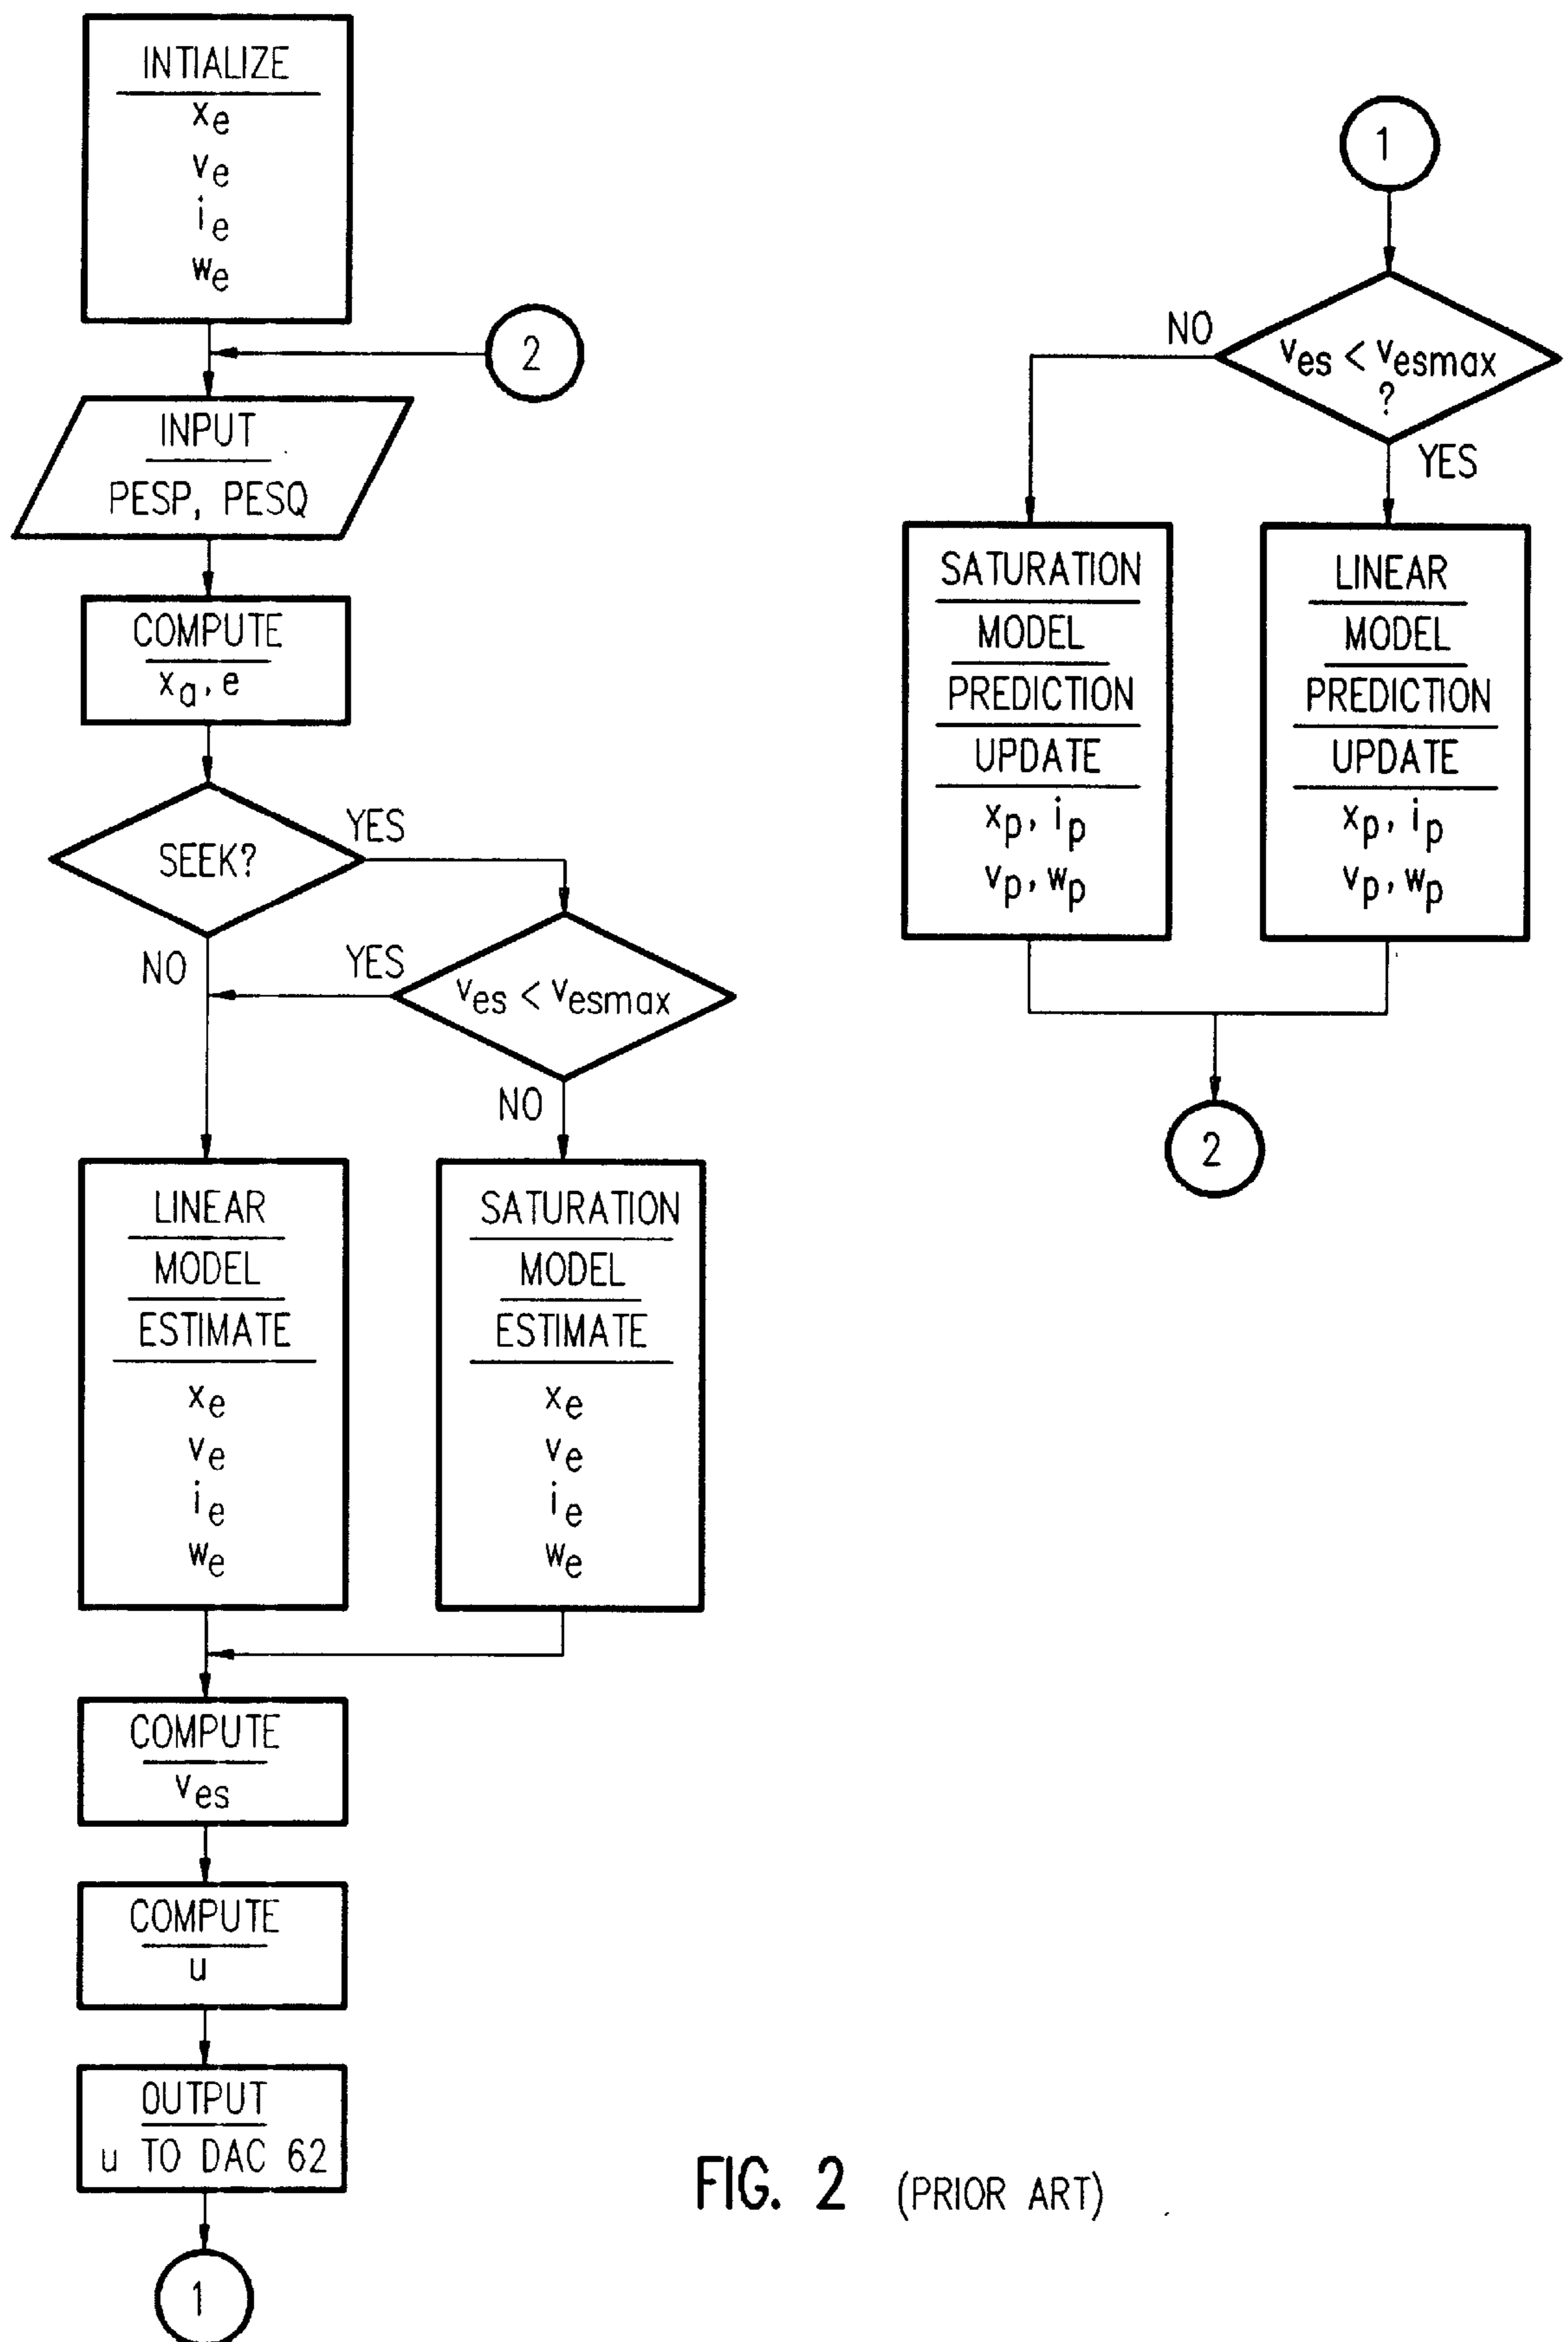 INTIALIZE
xe
ve
ie
we
2
INPUT
PESP, PESQ
COMPUTE
xa, e
SEEK?
YES
NO
YES
ves < vesmax
NO
LINEAR
MODEL
ESTIMATE
xe
ve
ie
we
SATURATION
MODEL
ESTIMATE
xe
ve
ie
we
COMPUTE
ves
COMPUTE
u
OUTPUT
u TO DAC 62
1
1
NO
ves < vesmax
?
YES
SATURATION
MODEL
PREDICTION
UPDATE
xp, ip
vp, wp
LINEAR
MODEL
PREDICTION
UPDATE
xp, ip
vp, wp
2
FIG. 2 (PRIOR ART)